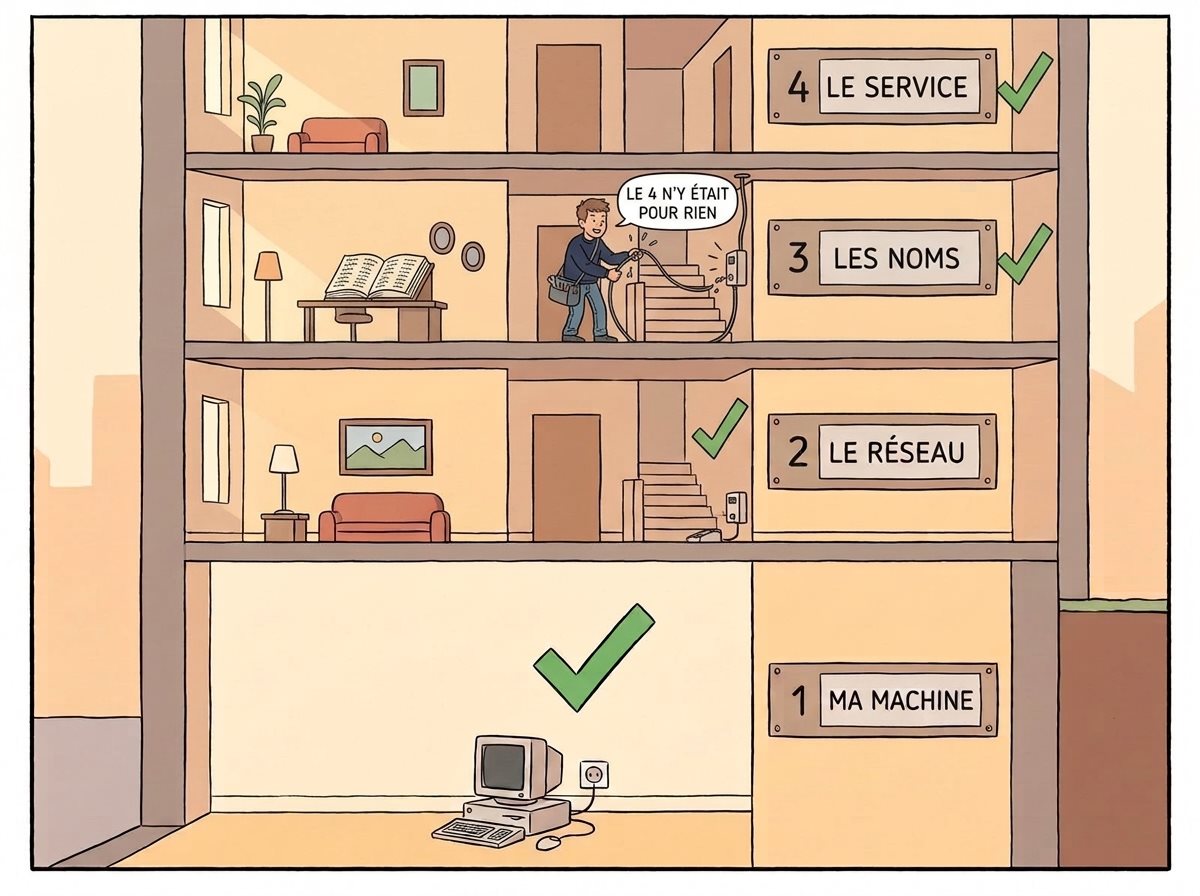 4 LE SERVICE
LE 4 N'Y ÉTAIT
POUR RIEN
3 LES NOMS
2 LE RÉSEAU
1 MA MACHINE